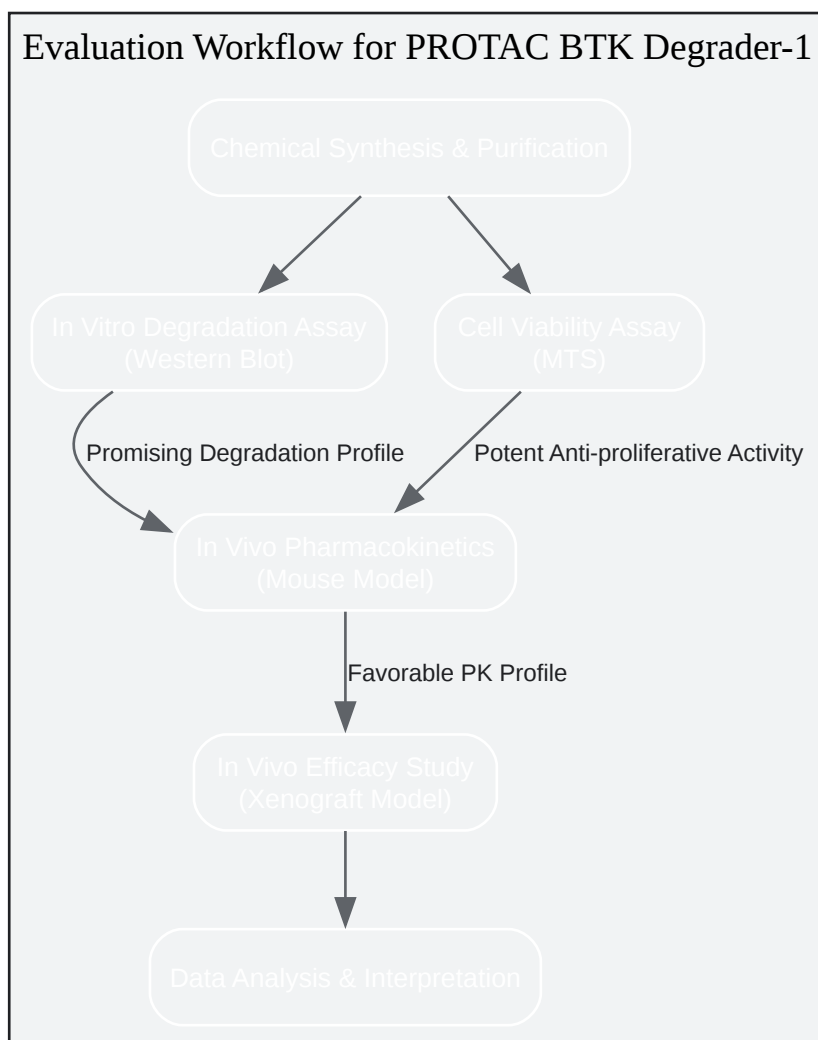 Evaluation Workflow for PROTAC BTK Degrader-1
Chemical Synthesis & Purification
In Vitro Degradation Assay
(Western Blot)
Cell Viability Assay
(MTS)
Promising Degradation Profile
Potent Anti-proliferative Activity
In Vivo Pharmacokinetics
(Mouse Model)
Favorable PK Profile
In Vivo Efficacy Study
(Xenograft Model)
Data Analysis & Interpretation